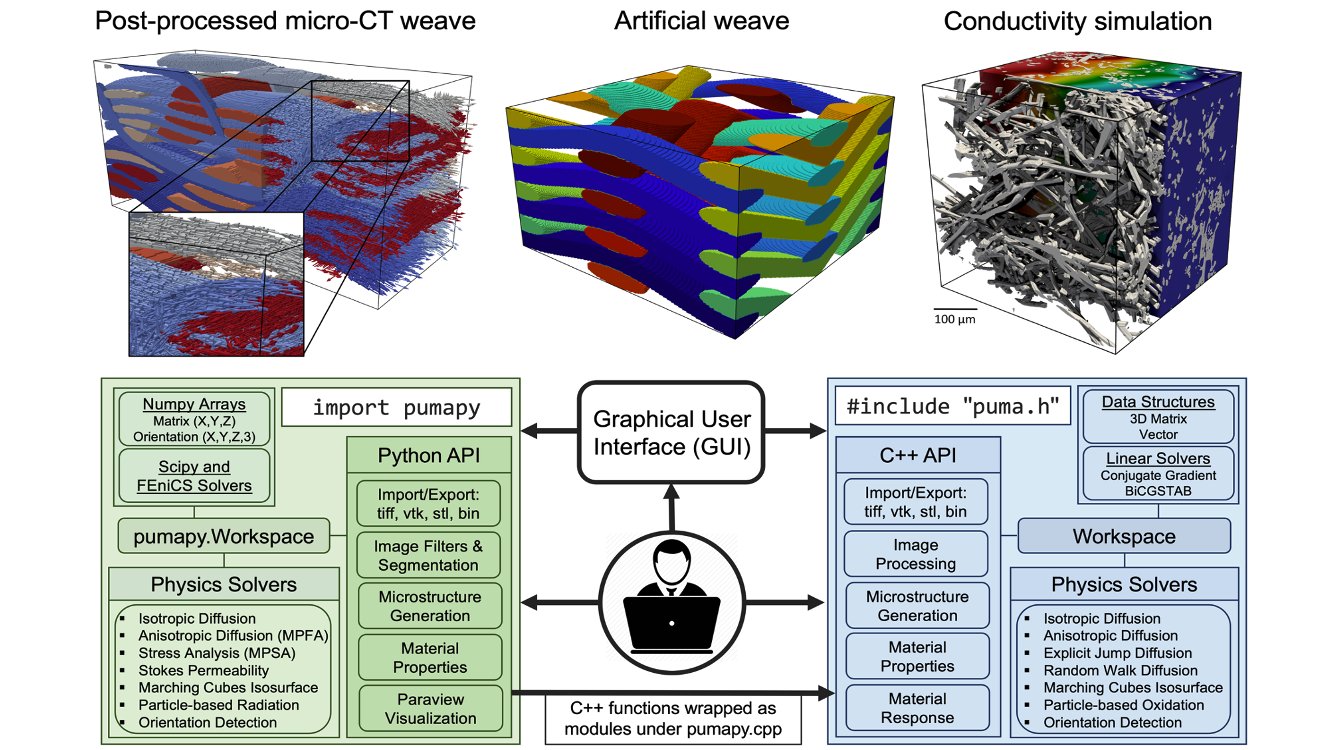 Post-processed micro-CT weave
Artificial weave
Conductivity simulation
100 µm
Numpy Arrays
Matrix (X,Y,Z)
Orientation (X,Y,Z,3)
Scipy and
FEniCS Solvers
import pumapy
pumapy.Workspace
Physics Solvers
▪ Isotropic Diffusion
▪ Anisotropic Diffusion (MPFA)
▪ Stress Analysis (MPSA)
▪ Stokes Permeability
▪ Marching Cubes Isosurface
▪ Particle-based Radiation
▪ Orientation Detection
Python API
Import/Export:
tiff, vtk, stl, bin
Image Filters &
Segmentation
Microstructure
Generation
Material
Properties
Paraview
Visualization
Graphical User
Interface (GUI)
C++ functions wrapped as
modules under pumapy.cpp
#include "puma.h"
C++ API
Import/Export:
tiff, vtk, stl, bin
Image
Processing
Microstructure
Generation
Material
Properties
Material
Response
Data Structures
3D Matrix
Vector
Linear Solvers
Conjugate Gradient
BiCGSTAB
Workspace
Physics Solvers
▪ Isotropic Diffusion
▪ Anisotropic Diffusion
▪ Explicit Jump Diffusion
▪ Random Walk Diffusion
▪ Marching Cubes Isosurface
▪ Particle-based Oxidation
▪ Orientation Detection